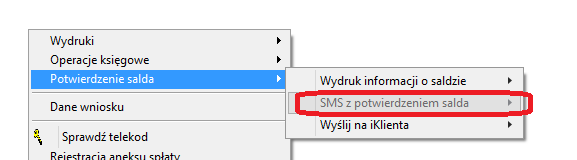 Wydruki
Operacje księgowe
Potwierdzenie salda
Wydruk informacji o saldzie
SMS z potwierdzeniem salda
Wyślij na iKlienta
Dane wniosku
Sprawdź telekod
Rejestracja aneksu spłaty